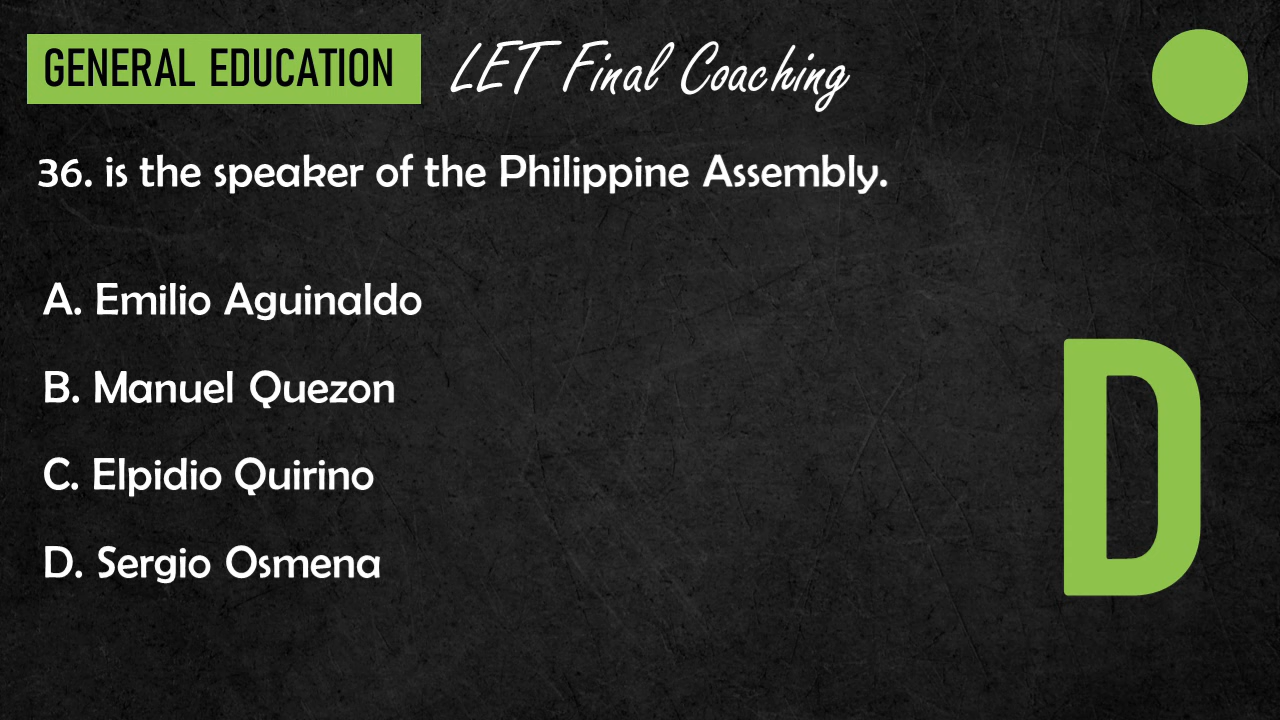 GENERAL EDUCATION LET Final Coaching
36. is the speaker of the Philippine Assembly.
A. Emilio Aguinaldo
B. Manuel Quezon
C. Elpidio Quirino
D. Sergio Osmena
D